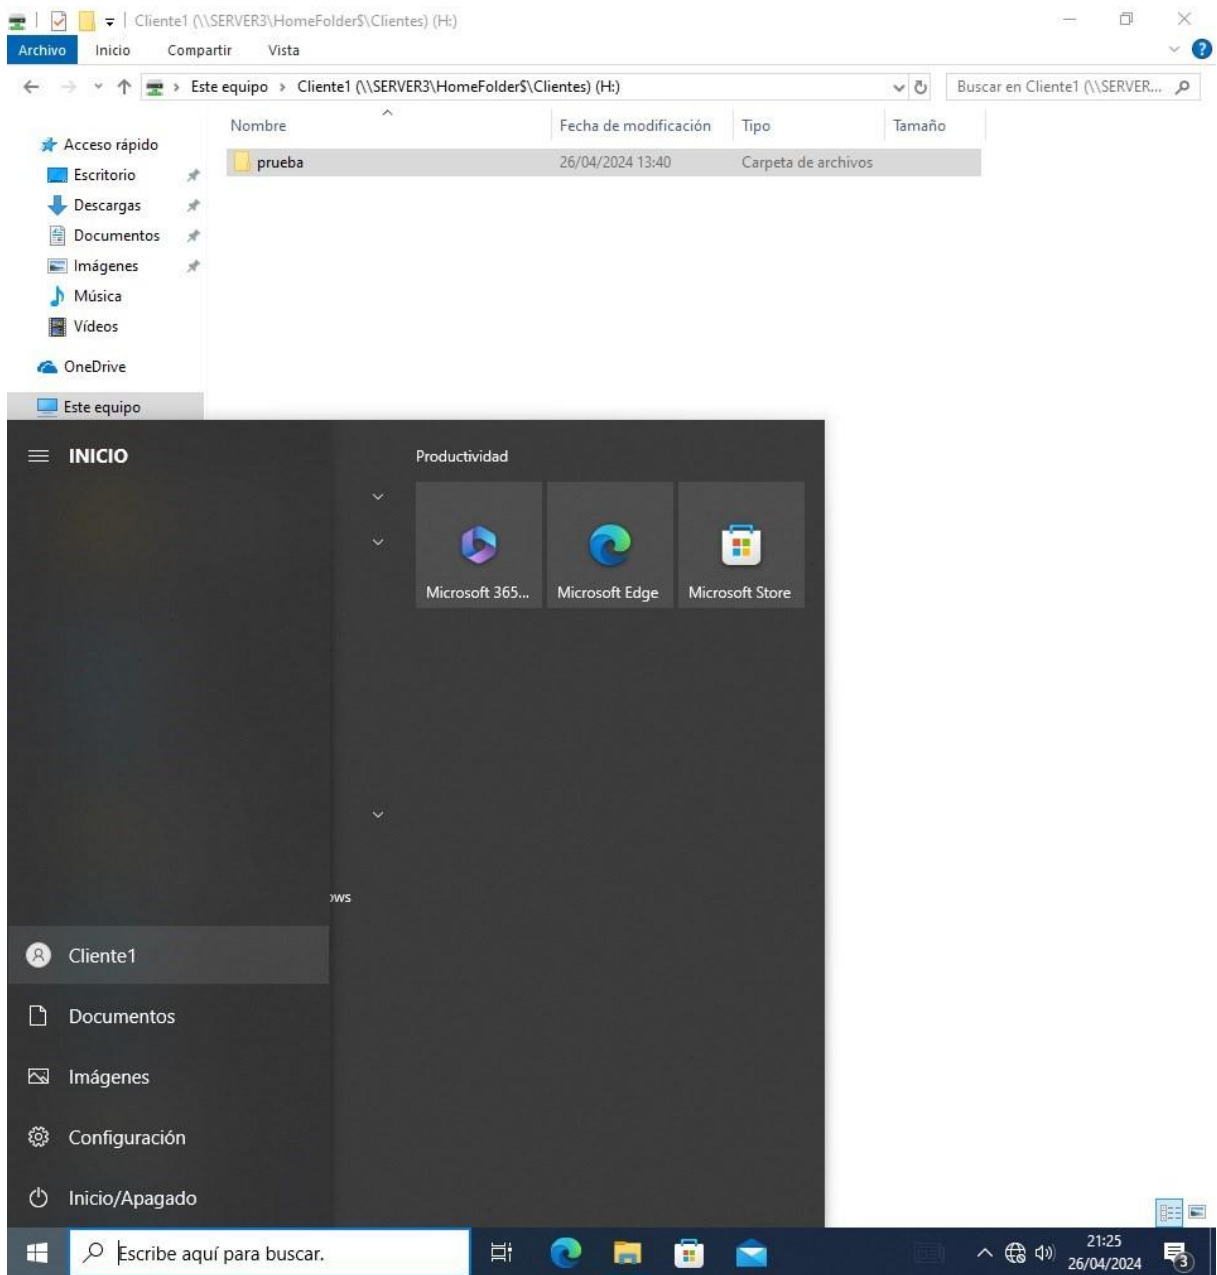 Cliente1 (\\SERVER3\HomeFolder$\Clientes) (H:)
Archivo Inicio Compartir Vista
Este equipo > Cliente1 (\\SERVER3\HomeFolder$\Clientes) (H:) Buscar en Cliente1 (\\SERVER...
Nombre Fecha de modificación Tipo Tamaño
Acceso rápido
prueba 26/04/2024 13:40 Carpeta de archivos
Escritorio
Descargas
Documentos
Imágenes
Música
Vídeos
OneDrive
Este equipo
INICIO Productividad
Microsoft 365... Microsoft Edge Microsoft Store
ows
Cliente1
Documentos
Imágenes
Configuración
Inicio/Apagado
Escribe aquí para buscar. 21:25
26/04/2024 3